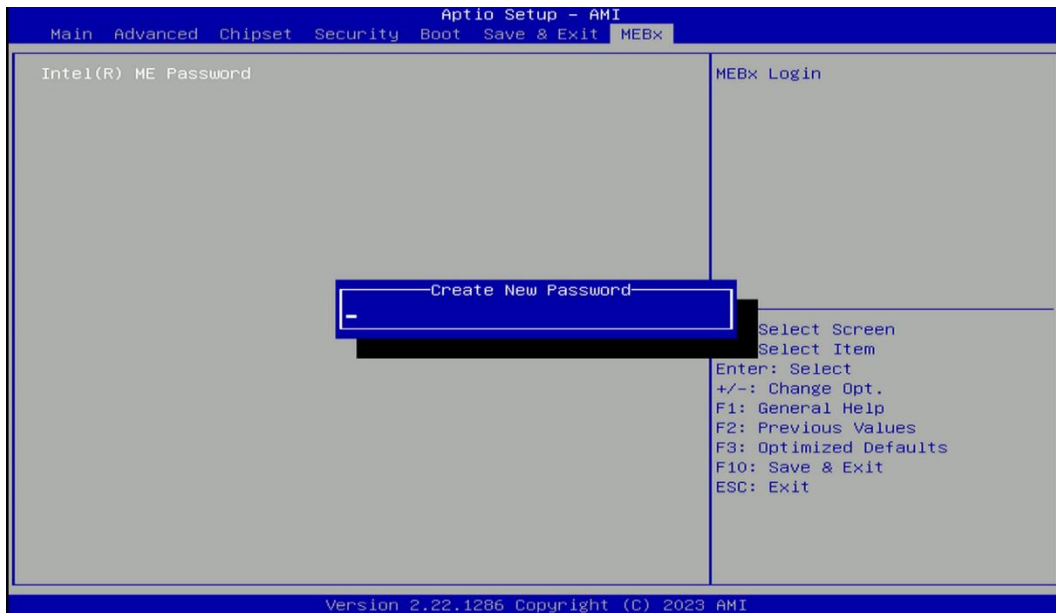 Aptio Setup – AMI
Main Advanced Chipset Security Boot Save & Exit MEBx
Intel(R) ME Password
MEBx Login
Create New Password
Select Screen
Select Item
Enter: Select
+/-: Change Opt.
F1: General Help
F2: Previous Values
F3: Optimized Defaults
F10: Save & Exit
ESC: Exit
Version 2.22.1286 Copyright (C) 2023 AMI